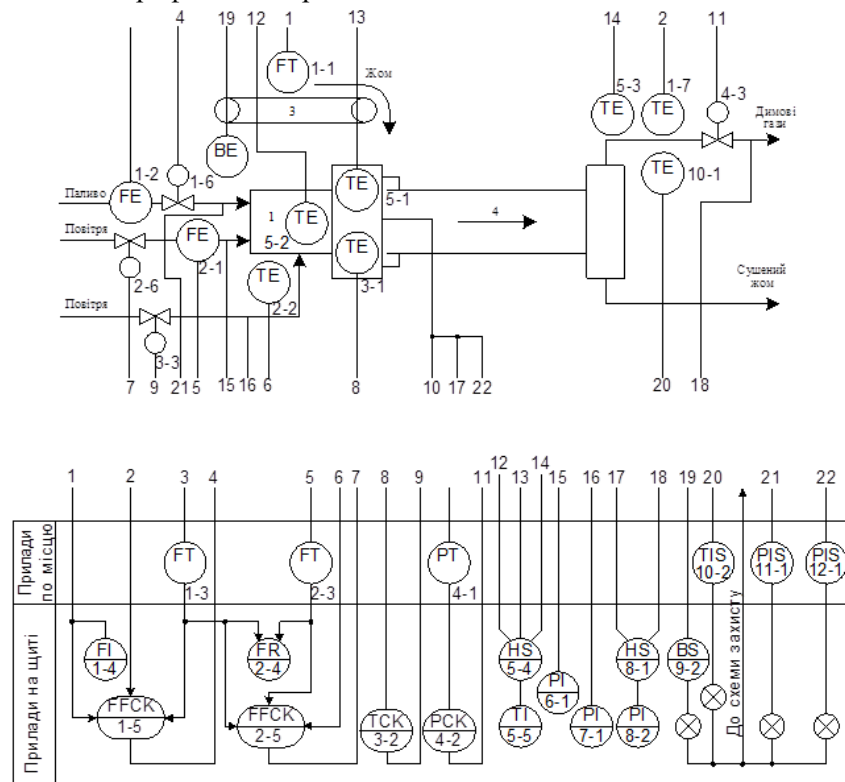 4 19 12 1 13 14 2 11
FT 1-1
Жом
5-3 1-7 4-3
TE TE
Димові
гази
3
BE
1-2 1-6
TE
10-1
Паливо
FE
TE
5-1
1
TE
4
5-2
Повітря
FE
2-1
TE
TE
3-1
2-6
2-2
Сушений
жом
Повітря
3-3
7 9 21 5 15 16 6 8 10 17 22 20 18
1 2 3 4 5 6 7 8 9 10 11 12 13 14 15 16 17 18 19 20 21 22
Прилади
по місцю
FT
1-3
FT
2-3
PT
4-1
TIS
10-2
PIS
11-1
PIS
12-1
До схеми захисту
Прилади на щиті
FI
1-4
FR
2-4
HS
5-4
HS
8-1
BS
9-2
PI
6-1
FFCK
1-5
FFCK
2-5
TCK
3-2
PCK
4-2
TI
5-5
PI
7-1
PI
8-2